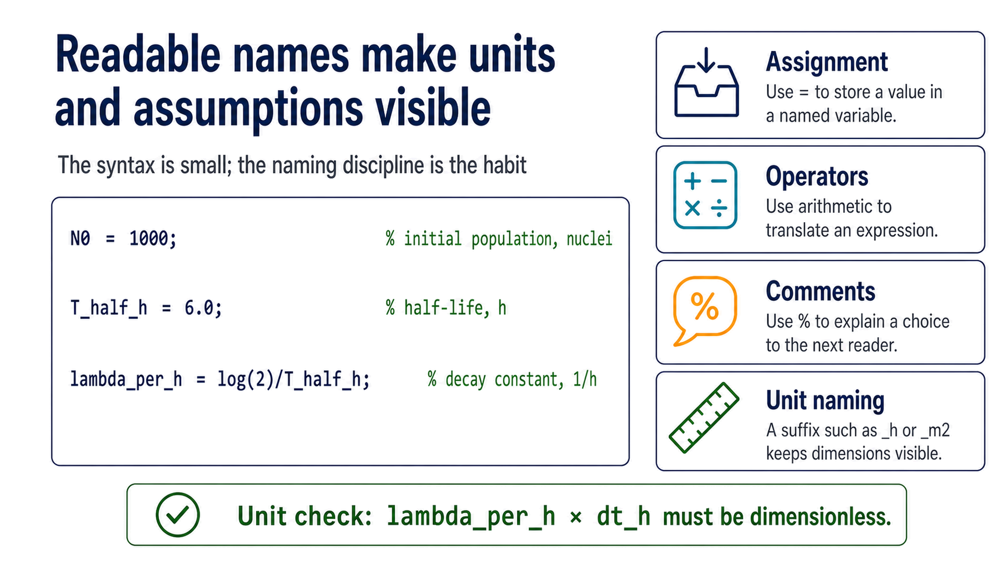 Readable names make units
and assumptions visible
The syntax is small; the naming discipline is the habit
N0 = 1000; % initial population, nuclei
T_half_h = 6.0; % half-life, h
lambda_per_h = log(2)/T_half_h; % decay constant, 1/h
Assignment
Use = to store a value in
a named variable.
+ −
× ÷
Operators
Use arithmetic to
translate an expression.
%
Comments
Use % to explain a choice
to the next reader.
Unit naming
A suffix such as _h or _m2
keeps dimensions visible.
Unit check: lambda_per_h × dt_h must be dimensionless.